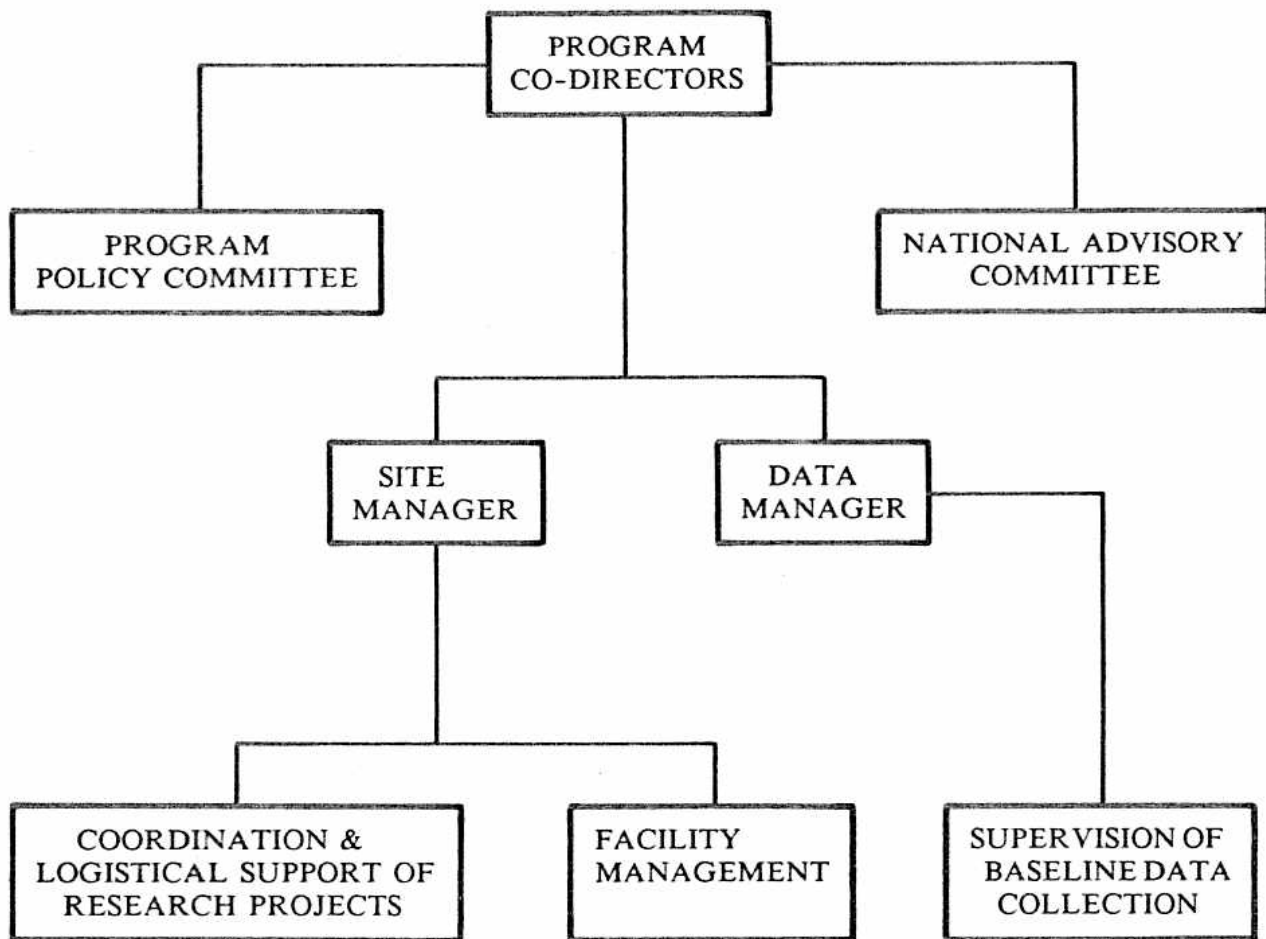 PROGRAM
CO-DIRECTORS
PROGRAM
POLICY COMMITTEE
NATIONAL ADVISORY
COMMITTEE
SITE
MANAGER
DATA
MANAGER
COORDINATION &
LOGISTICAL SUPPORT OF
RESEARCH PROJECTS
FACILITY
MANAGEMENT
SUPERVISION OF
BASELINE DATA
COLLECTION